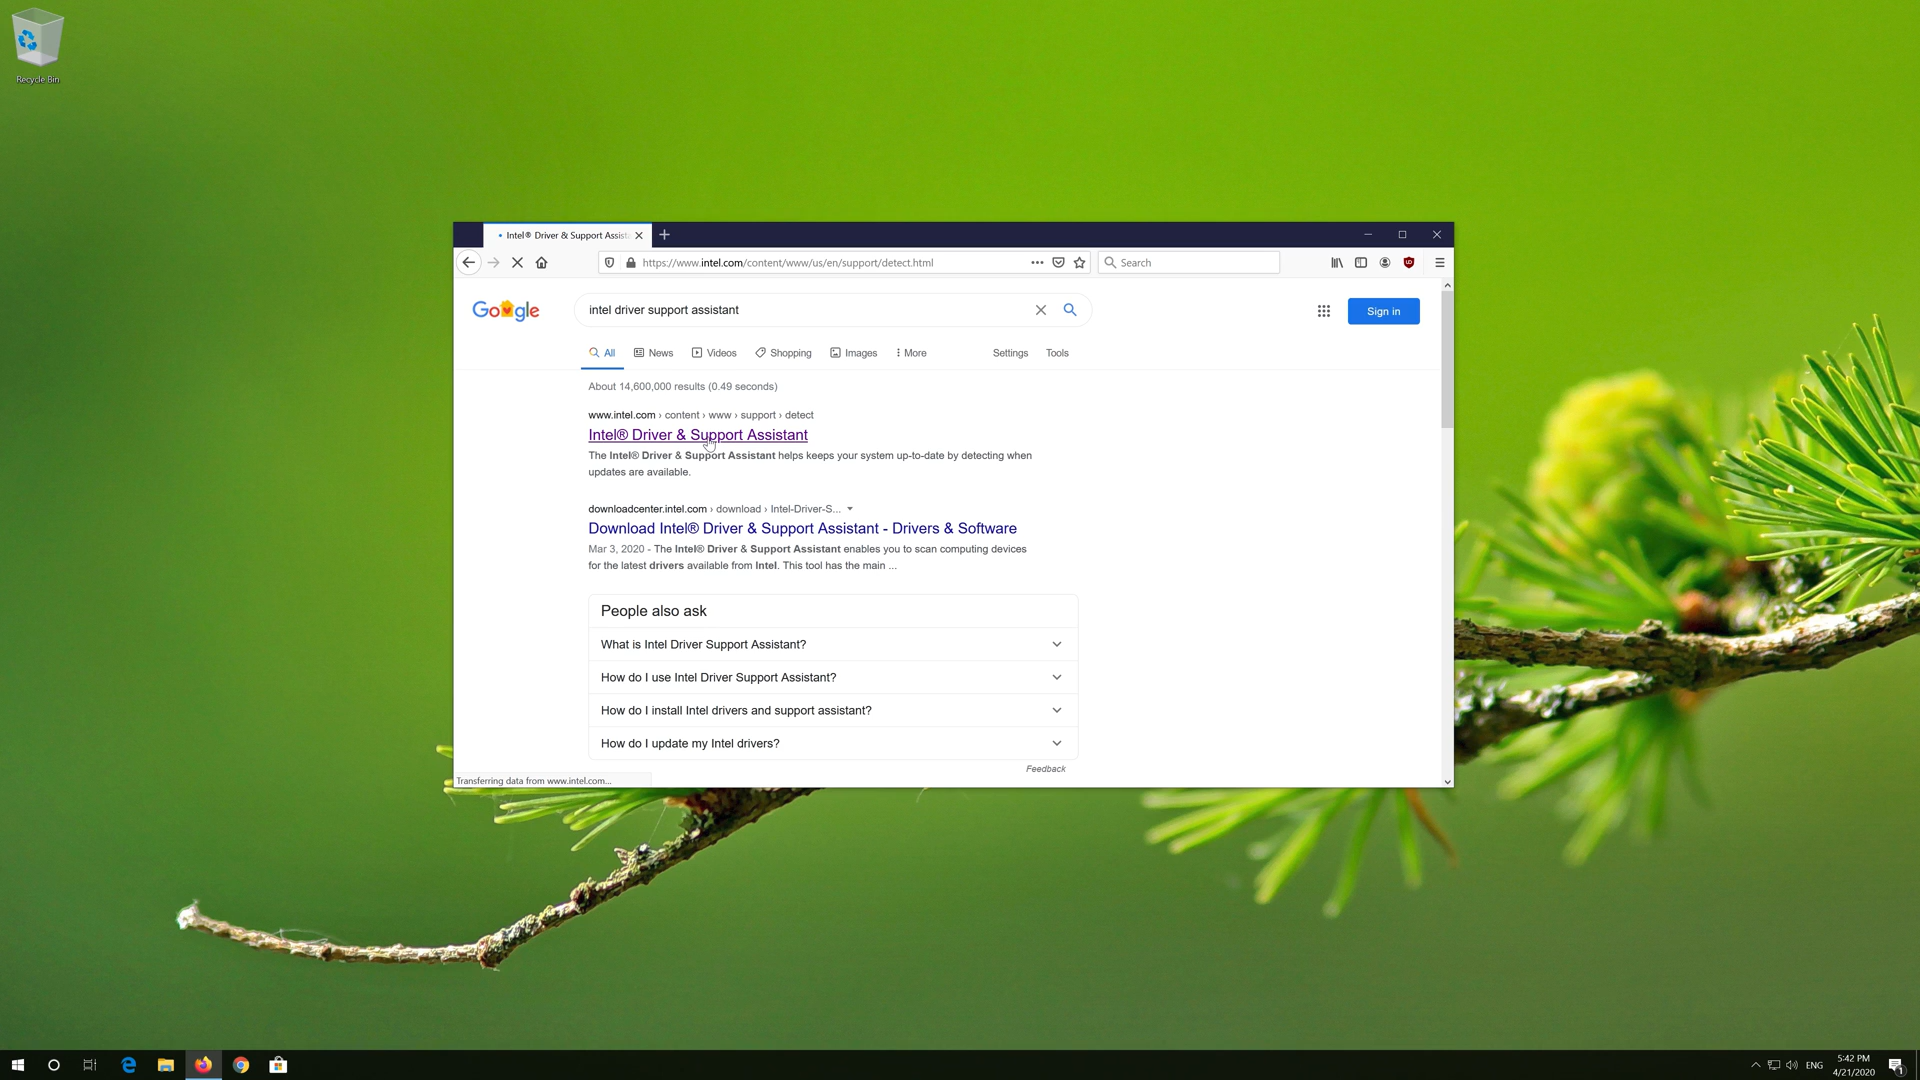 Recycle Bin
Intel® Driver & Support Assista
https://www.intel.com/content/www/us/en/support/detect.html
Search
Google
intel driver support assistant
Sign in
All
News
Videos
Shopping
Images
More
Settings
Tools
About 14,600,000 results (0.49 seconds)
www.intel.com › content › www › support › detect
Intel® Driver & Support Assistant
The Intel® Driver & Support Assistant helps keeps your system up-to-date by detecting when
updates are available.
downloadcenter.intel.com › download › Intel-Driver-S...
Download Intel® Driver & Support Assistant - Drivers & Software
Mar 3, 2020 - The Intel® Driver & Support Assistant enables you to scan computing devices
for the latest drivers available from Intel. This tool has the main ...
People also ask
What is Intel Driver Support Assistant?
How do I use Intel Driver Support Assistant?
How do I install Intel drivers and support assistant?
How do I update my Intel drivers?
Feedback
Transferring data from www.intel.com...
ENG
5:42 PM
4/21/2020
1